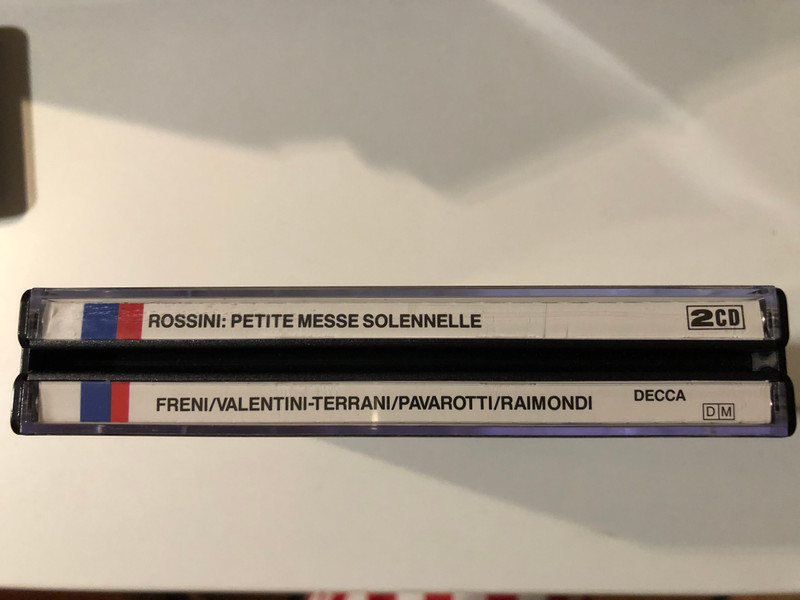 ROSSINI: PETITE MESSE SOLENNELLE 2CD
FRENI/VALENTINI-TERRANI/PAVAROTTI/RAIMONDI DECCA
DM